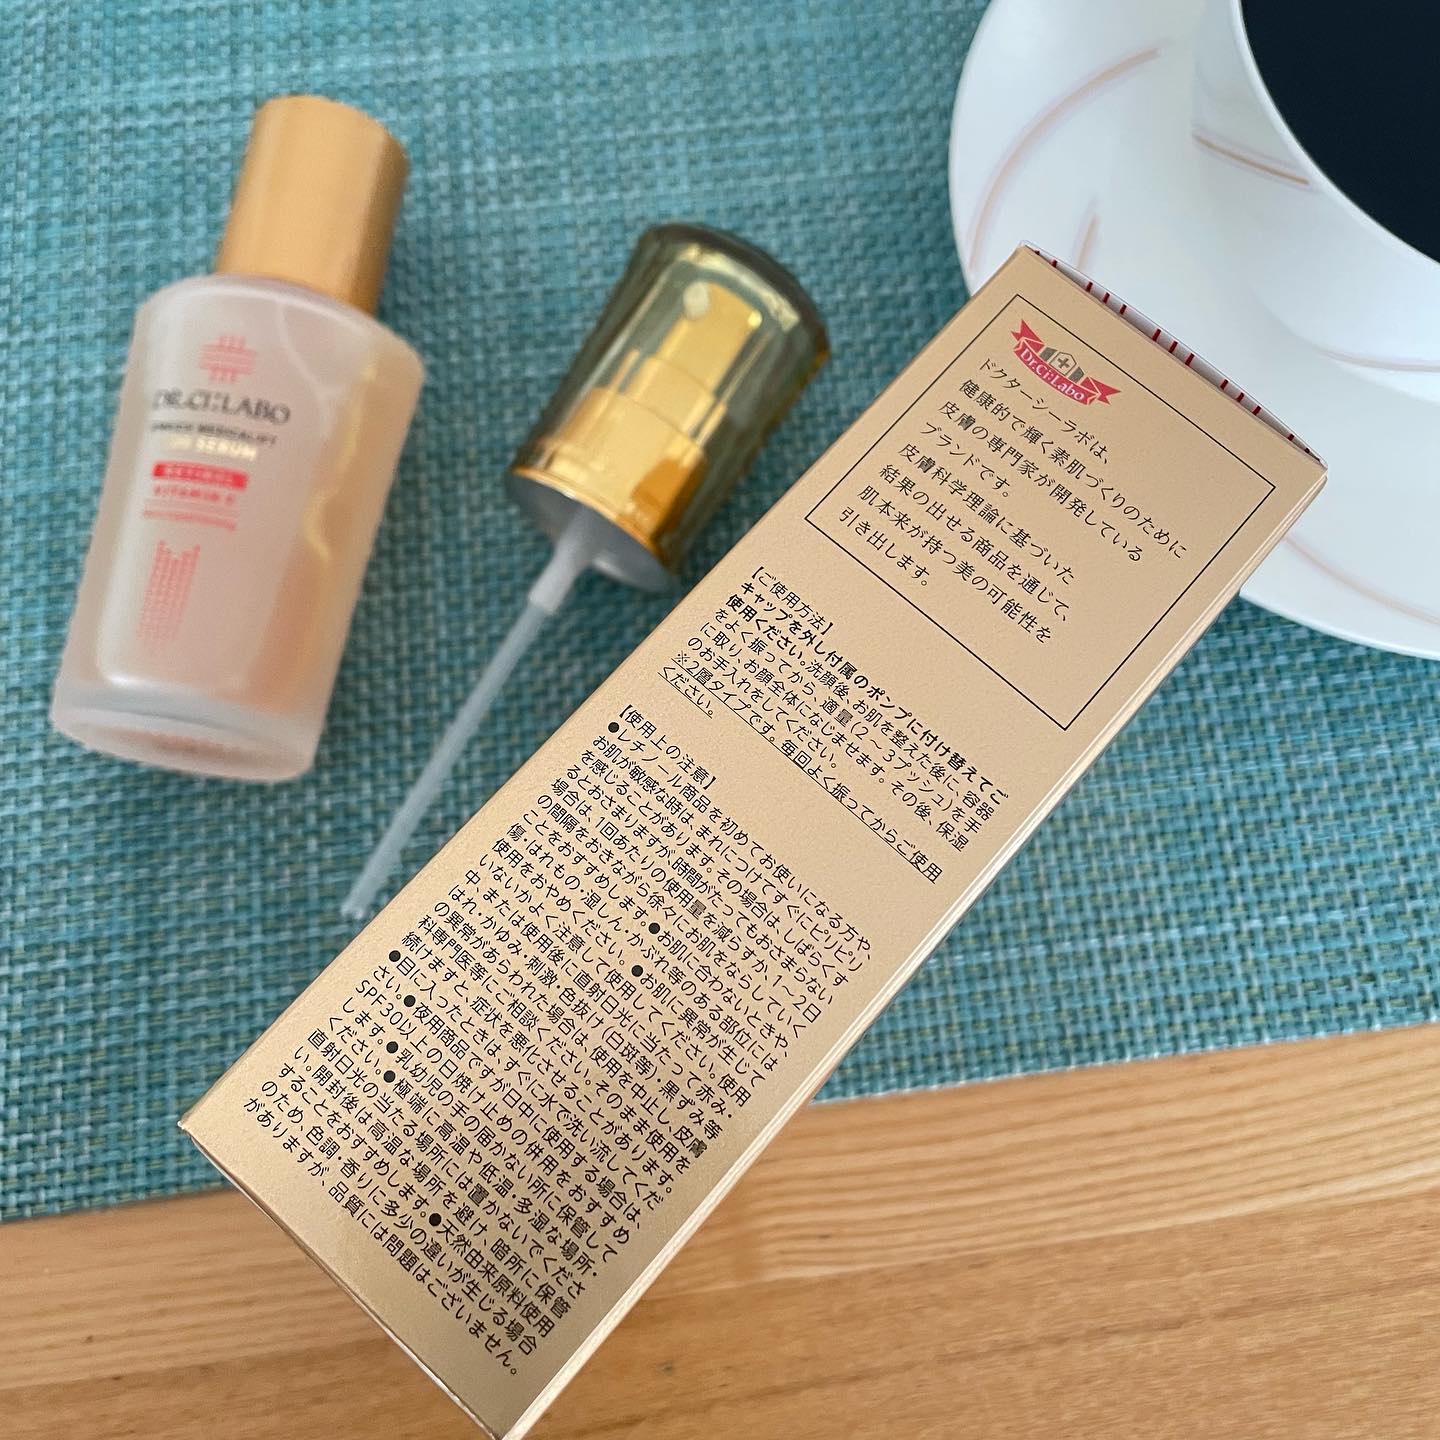 DR.CI:LABO
SERUM
RETINOL
VITAMIN C
Dr.Ci:Labo
ドクターシーラボは、
健康的で輝く素肌づくりのために
皮膚の専門家が開発している
ブランドです。
皮膚科学理論に基づいた
結果の出せる商品を通じて、
肌本来が持つ美の可能性を
引き出します。
【ご使用方法】
キャップを外し付属のポンプに付け替えてご
使用ください。洗顔後、お肌を整えた後に、容器
をよく振ってから、適量(2～3プッシュ)を手
に取り、お顔全体になじませます。その後、保湿
のお手入れをしてください。
※2層タイプです。毎回よく振ってからご使用
ください。
【使用上の注意】
●レチノール商品を初めてお使いになる方や、
お肌が敏感な時は、まれにつけてすぐにピリピリ
を感じることがあります。その場合は、しばらくす
るとおさまりますが、時間がたってもおさまらない
場合は、1回あたりの使用量を減らすか、1～2日
の間隔をおきながら徐々にお肌をならしていく
ことをおすすめします。●お肌に合わないときや、
傷・はれもの・湿しん・かぶれ等のある部位には
使用をおやめください。●お肌に異常が生じて
いないかよく注意して使用してください。使用
中、または使用後に直射日光に当たって赤み・
はれ・かゆみ・刺激・色抜け(白斑等)・黒ずみ等
の異常があらわれた場合は、使用を中止し、皮膚
科専門医等にご相談ください。そのまま使用を
続けますと、症状を悪化させることがあります。
●目に入ったときは、すぐに水で洗い流してくだ
さい。●夜用商品ですが日中に使用する場合は、
SPF30以上の日焼け止めの併用をおすすめ
します。●乳幼児の手の届かない所に保管して
ください。●極端に高温や低温・多湿な場所・
直射日光の当たる場所には置かないでくださ
い。開封後は高温な場所を避け、暗所に保管
することをおすすめします。●天然由来原料使用
のため、色調・香りに多少の違いが生じる場合
がありますが、品質には問題はございません。